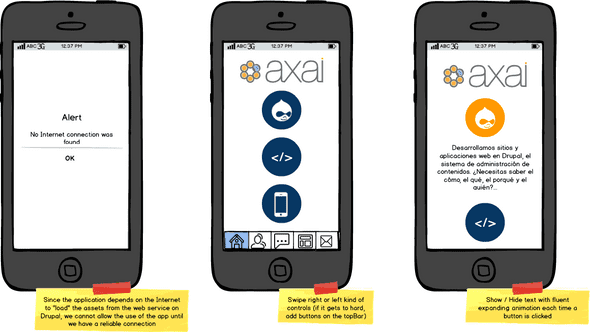 ABC 3G 12:37 PM
Alert
No Internet connection was
found
OK
Since the application depends on the Internet
to "load" the assets from the web service on
Drupal, we cannot allow the use of the app until
we have a reliable connection
ABC 3G 12:37 PM
axai
</>
Swipe right or left kind of
controls (if it gets to hard,
add buttons on the topBar)
ABC 3G 12:37 PM
axai
Desarrollamos sitios y
aplicaciones web en Drupal, el
sistema de administración de
contenidos. ¿Necesitas saber el
cómo, el qué, el porqué y el
quién?...
</>
Show / Hide text with fluent
expanding animation each time a
button is clicked